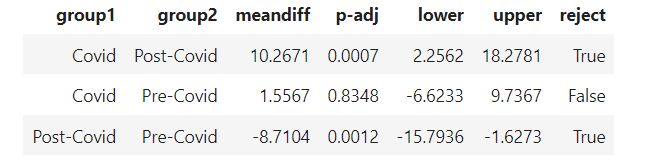 group1 group2 meandiff p-adj lower upper reject
Covid Post-Covid 10.2671 0.0007 2.2562 18.2781 True
Covid Pre-Covid 1.5567 0.8348 -6.6233 9.7367 False
Post-Covid Pre-Covid -8.7104 0.0012 -15.7936 -1.6273 True